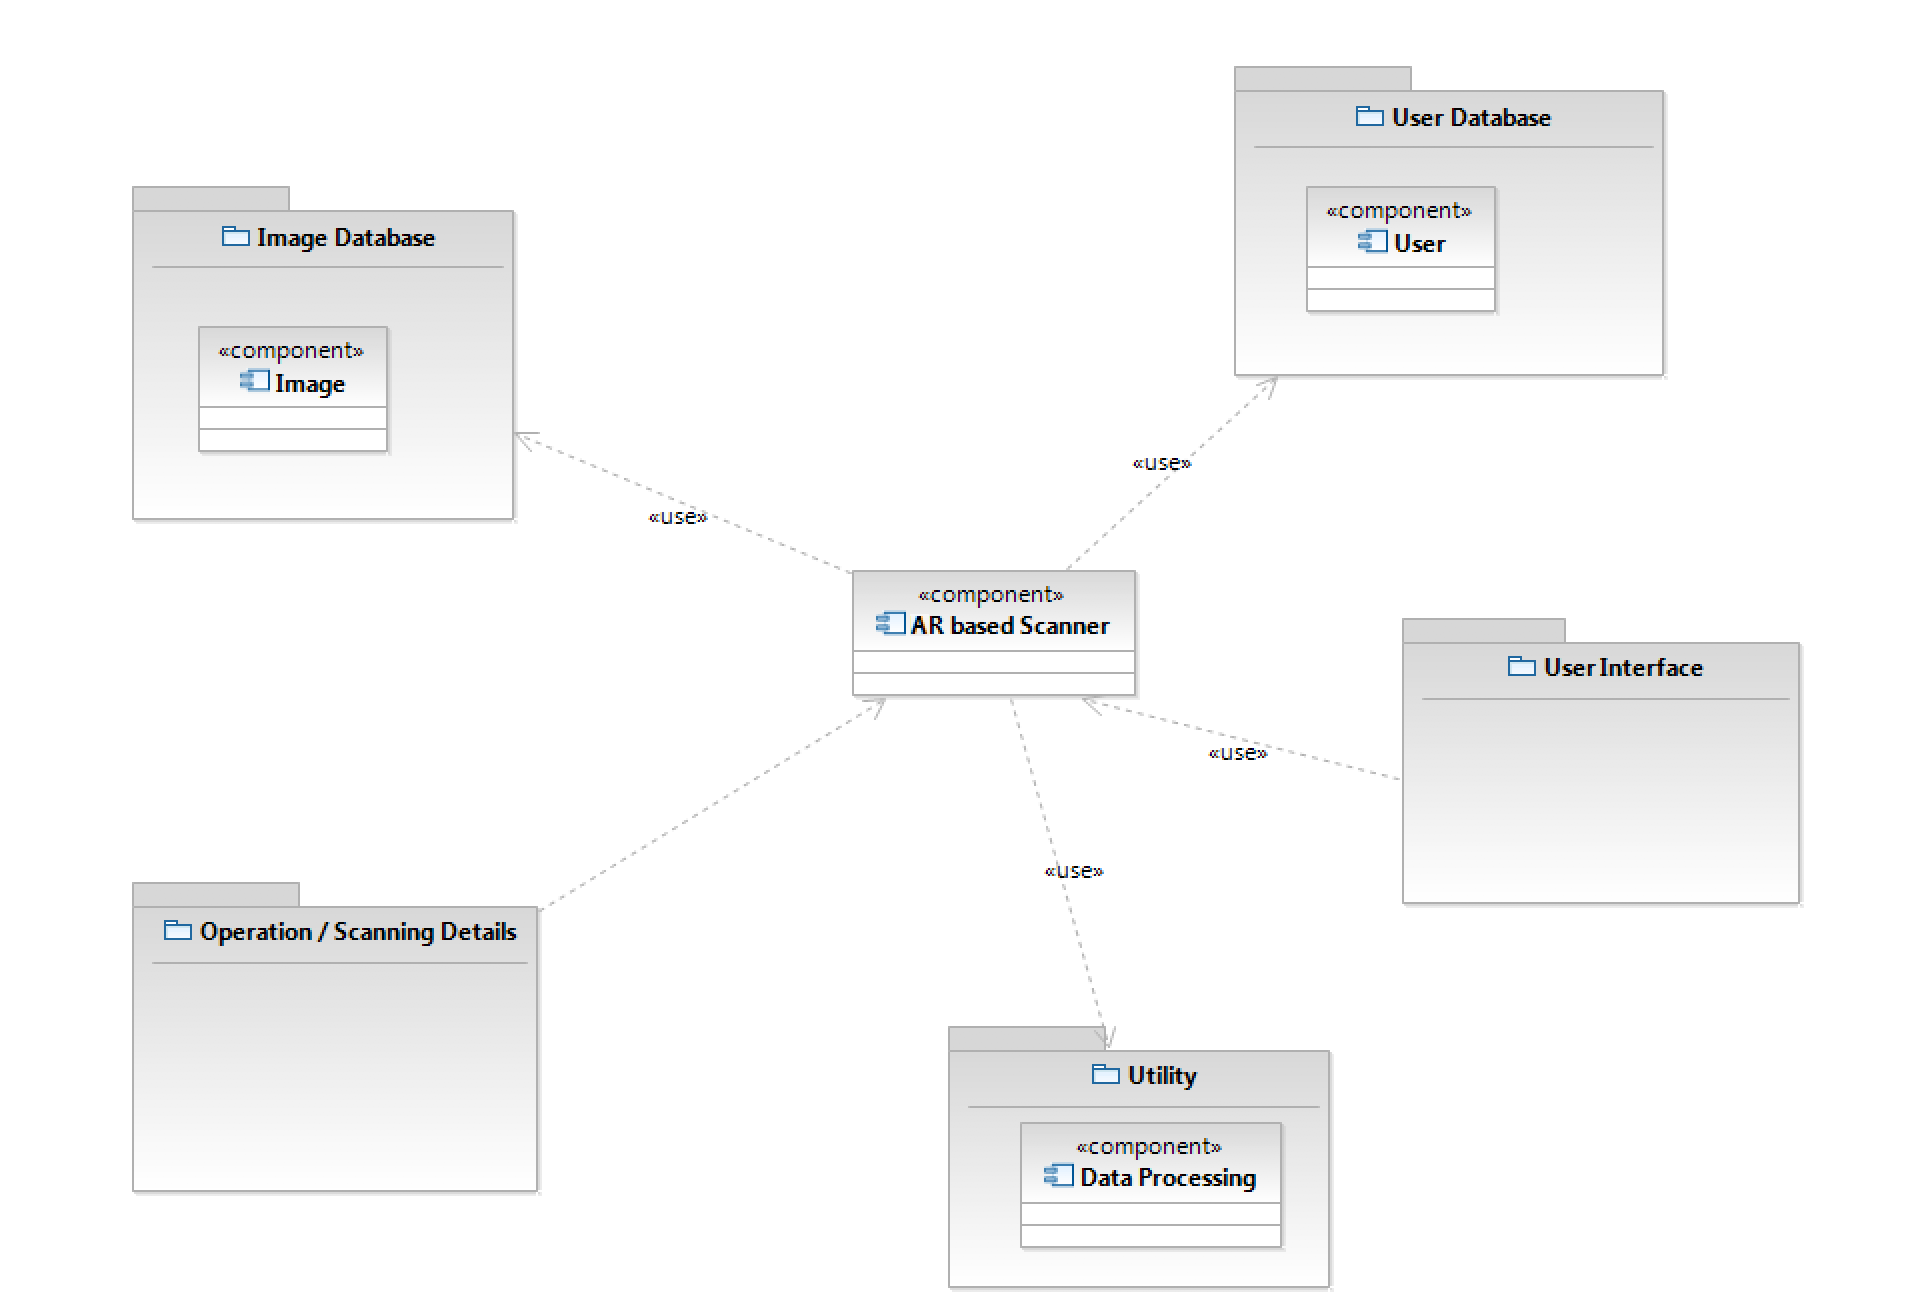 User Database
«component»
User
Image Database
«component»
Image
«use»
«use»
«component»
AR based Scanner
User Interface
«use»
«use»
Operation / Scanning Details
Utility
«component»
Data Processing